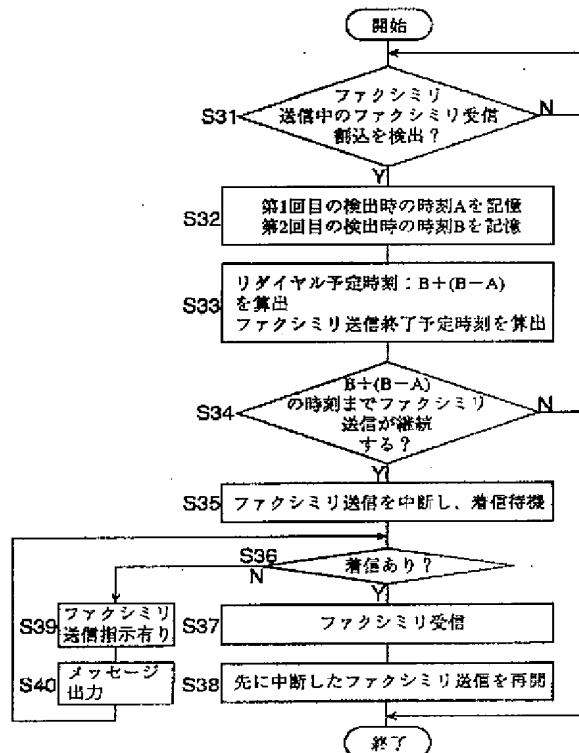 開始
ファクシミリ
送信中のファクシミリ受信
割込を検出？
S31
N
Y
S32
第1回目の検出時の時刻Aを記憶
第2回目の検出時の時刻Bを記憶
S33
リダイヤル予定時刻：B＋(B－A)
を算出
ファクシミリ送信終了予定時刻を算出
B＋(B－A)
の時刻までファクシミリ
送信が継続
する？
S34
N
Y
S35
ファクシミリ送信を中断し、着信待機
S36
着信あり？
N
Y
S39
ファクシミリ
送信指示有り
S37
ファクシミリ受信
S40
メッセージ
出力
S38
先に中断したファクシミリ送信を再開
終了